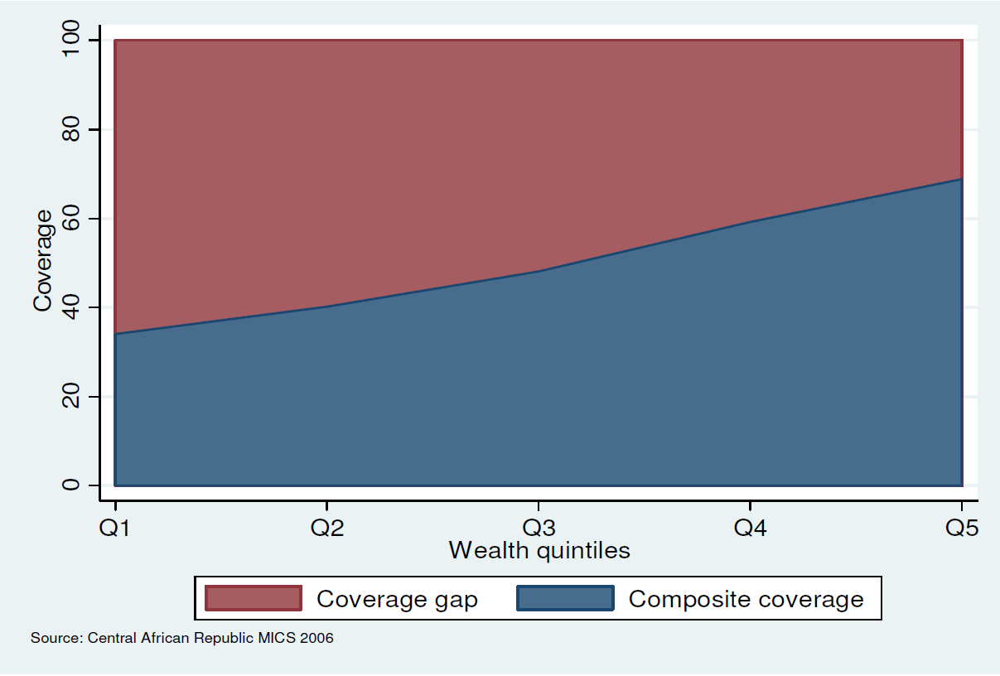 100
80
60
40
20
0
Coverage
Q1 Q2 Q3 Q4 Q5
Wealth quintiles
Coverage gap Composite coverage
Source: Central African Republic MICS 2006